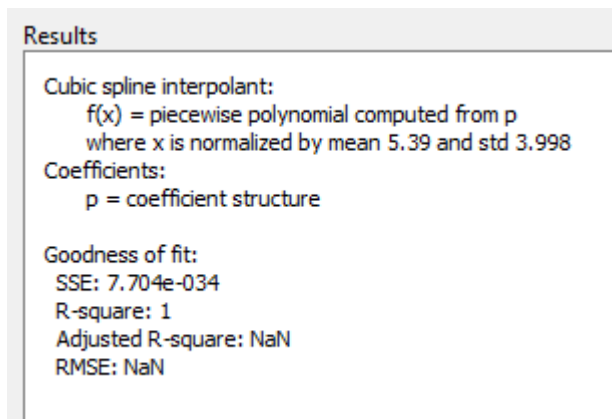 Results
Cubic spline interpolant:
f(x) = piecewise polynomial computed from p
where x is normalized by mean 5.39 and std 3.998
Coefficients:
p = coefficient structure
Goodness of fit:
SSE: 7.704e-034
R-square: 1
Adjusted R-square: NaN
RMSE: NaN